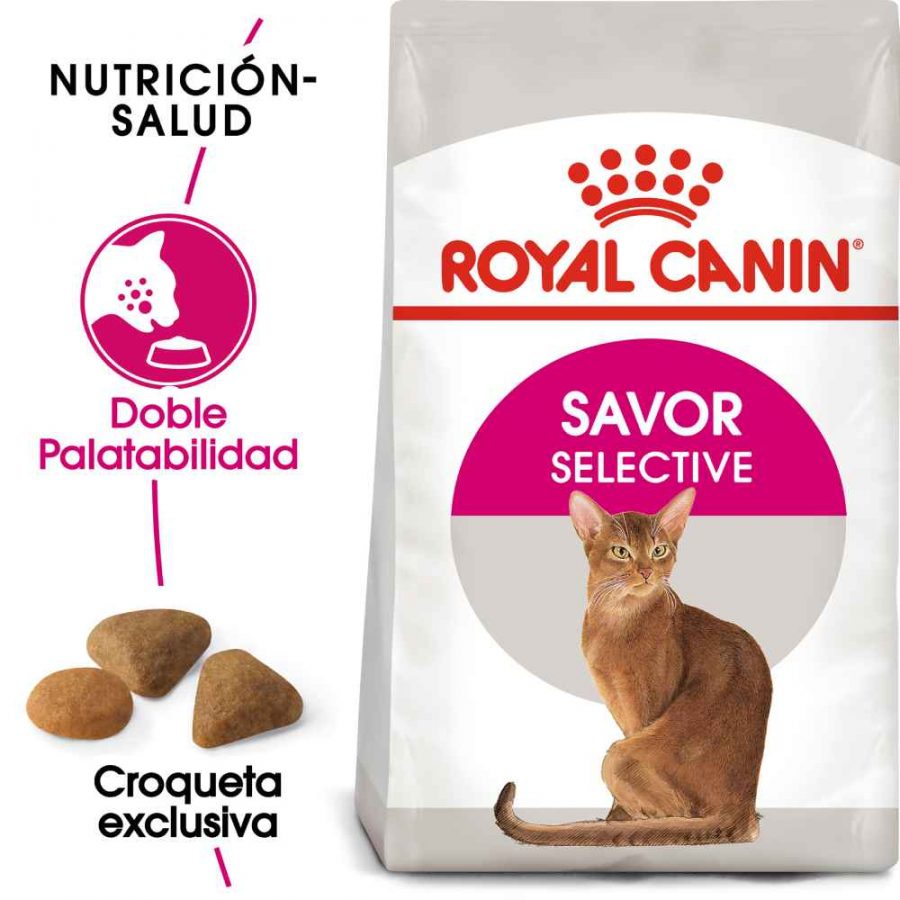 NUTRICIÓN-
SALUD
Doble
Palatabilidad
Croqueta
exclusiva
ROYAL CANIN®
SAVOR
SELECTIVE